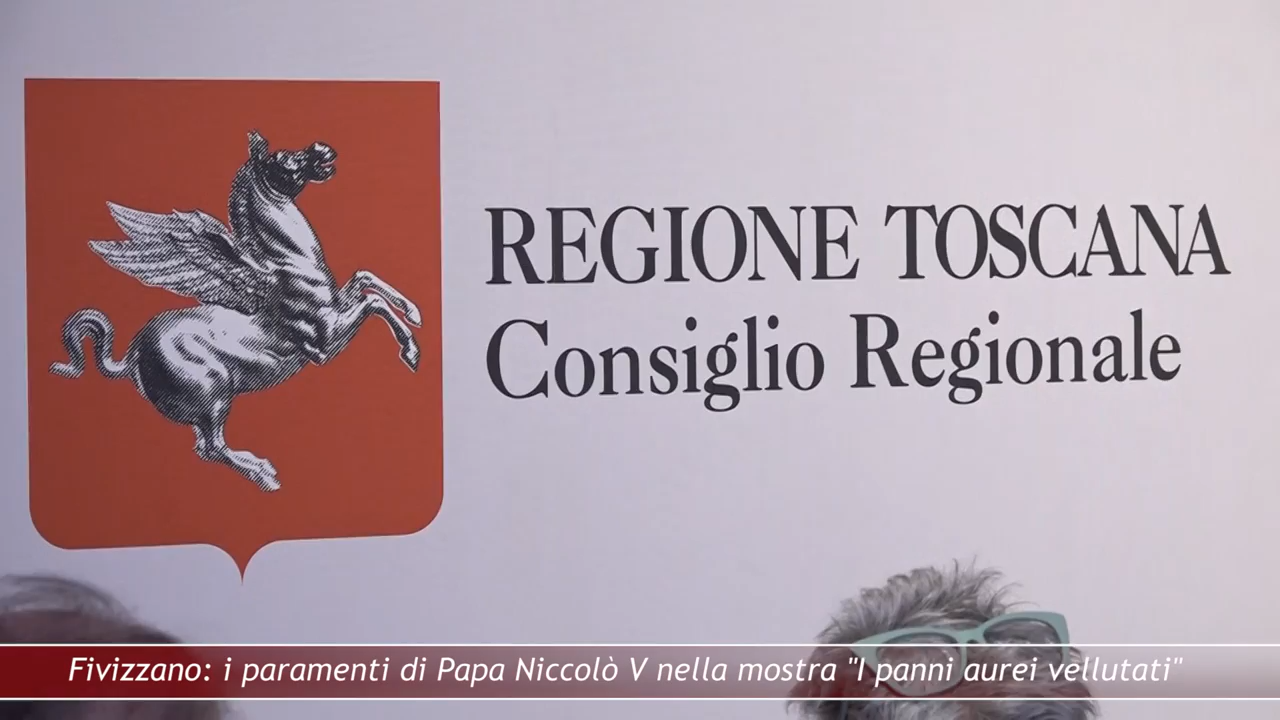 REGIONE TOSCANA
Consiglio Regionale
Fivizzano: i paramenti di Papa Niccolò V nella mostra "I panni aurei vellutati"